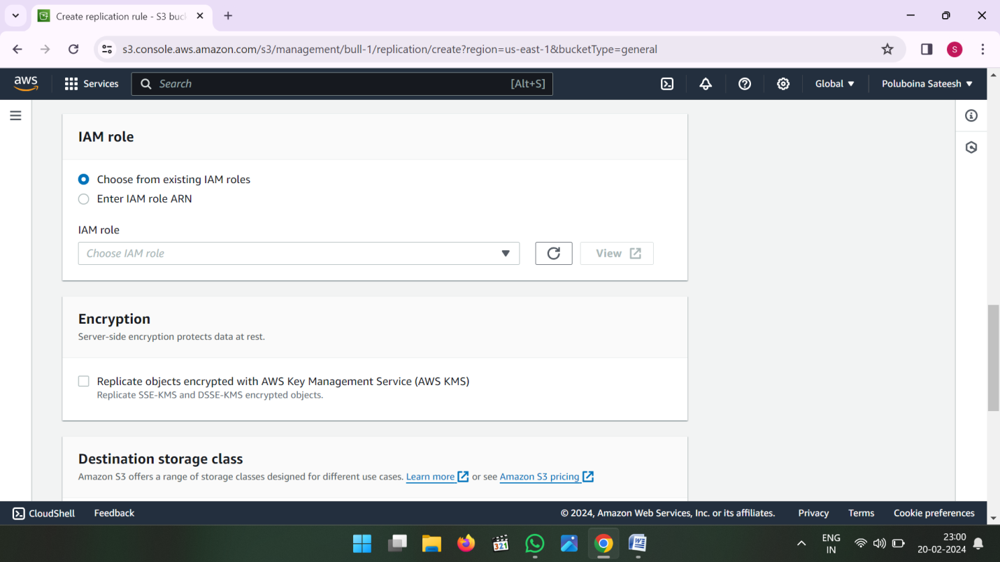 Create replication rule - S3 buc
s3.console.aws.amazon.com/s3/management/bull-1/replication/create?region=us-east-1&bucketType=general
S
aws
Services
Search
[Alt+S]
Global
Poluboina Sateesh
IAM role
Choose from existing IAM roles
Enter IAM role ARN
IAM role
Choose IAM role
View
Encryption
Server-side encryption protects data at rest.
Replicate objects encrypted with AWS Key Management Service (AWS KMS)
Replicate SSE-KMS and DSSE-KMS encrypted objects.
Destination storage class
Amazon S3 offers a range of storage classes designed for different use cases. Learn more or see Amazon S3 pricing
CloudShell
Feedback
© 2024, Amazon Web Services, Inc. or its affiliates.
Privacy
Terms
Cookie preferences
321
ENG
IN
23:00
20-02-2024